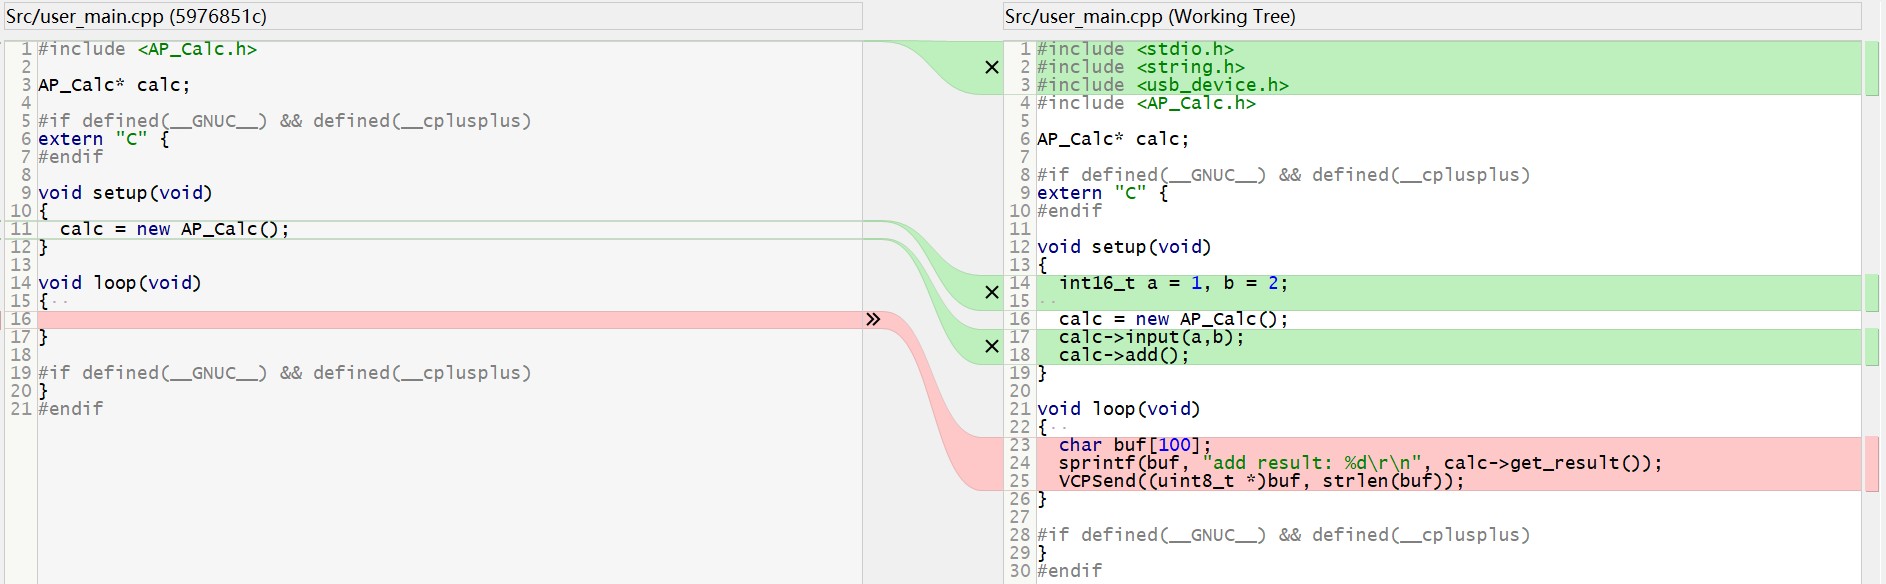 Src/user_main.cpp (5976851c)
1 #include <AP_Calc.h>
2
3 AP_Calc* calc;
4
5 #if defined(__GNUC__) && defined(__cplusplus)
6 extern "C" {
7 #endif
8
9 void setup(void)
10 {
11   calc = new AP_Calc();
12 }
13
14 void loop(void)
15 {
16
17 }
18
19 #if defined(__GNUC__) && defined(__cplusplus)
20 }
21 #endif
Src/user_main.cpp (Working Tree)
1 #include <stdio.h>
2 #include <string.h>
3 #include <usb_device.h>
4 #include <AP_Calc.h>
5
6 AP_Calc* calc;
7
8 #if defined(__GNUC__) && defined(__cplusplus)
9 extern "C" {
10 #endif
11
12 void setup(void)
13 {
14   int16_t a = 1, b = 2;
15
16   calc = new AP_Calc();
17   calc->input(a,b);
18   calc->add();
19 }
20
21 void loop(void)
22 {
23   char buf[100];
24   sprintf(buf, "add result: %d\r\n", calc->get_result());
25   VCPSend((uint8_t *)buf, strlen(buf));
26 }
27
28 #if defined(__GNUC__) && defined(__cplusplus)
29 }
30 #endif